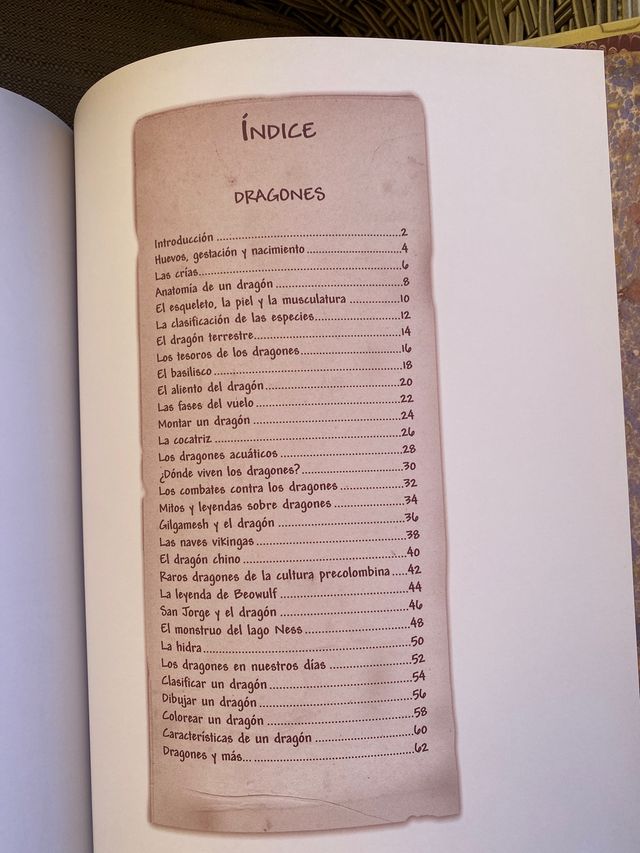 ÍNDICE
DRAGONES
Introducción ..... 2
Huevos, gestación y nacimiento ..... 4
Las crías ..... 6
Anatomía de un dragón ..... 8
El esqueleto, la piel y la musculatura ..... 10
La clasificación de las especies ..... 12
El dragón terrestre ..... 14
Los tesoros de los dragones ..... 16
El basilisco ..... 18
El aliento del dragón ..... 20
Las fases del vuelo ..... 22
Montar un dragón ..... 24
La cocatriz ..... 26
Los dragones acuáticos ..... 28
¿Dónde viven los dragones? ..... 30
Los combates contra los dragones ..... 32
Mitos y leyendas sobre dragones ..... 34
Gilgamesh y el dragón ..... 36
Las naves vikingas ..... 38
El dragón chino ..... 40
Raros dragones de la cultura precolombina ..... 42
La leyenda de Beowulf ..... 44
San Jorge y el dragón ..... 46
El monstruo del lago Ness ..... 48
La hidra ..... 50
Los dragones en nuestros días ..... 52
Clasificar un dragón ..... 54
Dibujar un dragón ..... 56
Colorear un dragón ..... 58
Características de un dragón ..... 60
Dragones y más... ..... 62